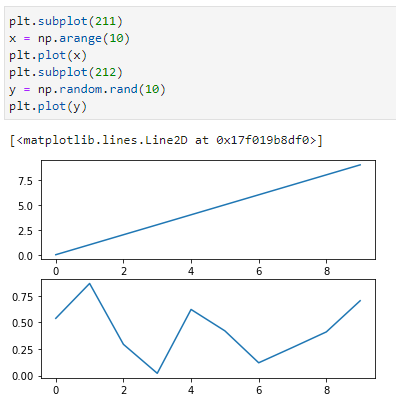 plt.subplot(211)
x = np.arange(10)
plt.plot(x)
plt.subplot(212)
y = np.random.rand(10)
plt.plot(y)
[<matplotlib.lines.Line2D at 0x17f019b8df0>]
7.5
5.0
2.5
0.0
0 2 4 6 8
0.75
0.50
0.25
0.00
0 2 4 6 8